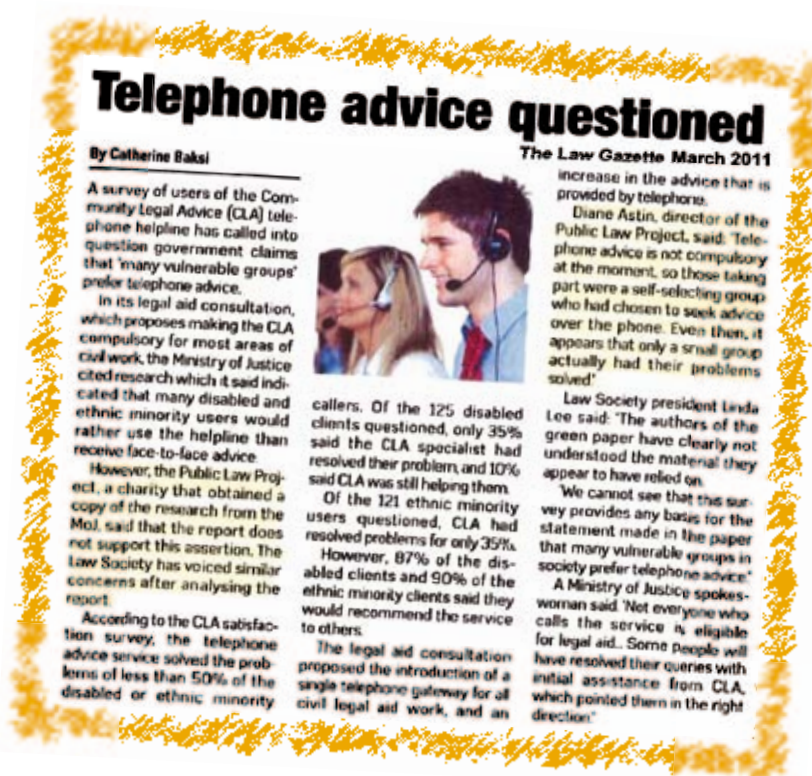 Telephone advice questioned
By Catherine Baksi
The Law Gazette March 2011
A survey of users of the Com-
munity Legal Advice (CLA) tele-
phone helpline has called into
question government claims
that 'many vulnerable groups'
prefer telephone advice.
In its legal aid consultation,
which proposes making the CLA
compulsory for most areas of
civil work, the Ministry of Justice
cited research which it said indi-
cated that many disabled and
ethnic minority users would
rather use the helpline than
receive face-to-face advice.
However, the Public Law Proj-
ect, a charity that obtained a
copy of the research from the
MoJ, said that the report does
not support this assertion. The
Law Society has voiced similar
concerns after analysing the
report.
According to the CLA satisfac-
tion survey, the telephone
advice service solved the prob-
lems of less than 50% of the
disabled or ethnic minority
callers. Of the 125 disabled
clients questioned, only 35%
said the CLA specialist had
resolved their problem, and 10%
said CLA was still helping them.
Of the 121 ethnic minority
users questioned, CLA had
resolved problems for only 35%.
However, 87% of the dis-
abled clients and 90% of the
ethnic minority clients said they
would recommend the service
to others.
The legal aid consultation
proposed the introduction of a
single telephone gateway for all
civil legal aid work, and an
increase in the advice that is
provided by telephone.
Diane Astin, director of the
Public Law Project, said: 'Tele-
phone advice is not compulsory
at the moment, so those taking
part were a self-selecting group
who had chosen to seek advice
over the phone. Even then, it
appears that only a small group
actually had their problems
solved.'
Law Society president Linda
Lee said: 'The authors of the
green paper have clearly not
understood the material they
appear to have relied on.
'We cannot see that this sur-
vey provides any basis for the
statement made in the paper
that many vulnerable groups in
society prefer telephone advice.'
A Ministry of Justice spokes-
woman said: 'Not everyone who
calls the service is eligible
for legal aid... Some people will
have resolved their queries with
initial assistance from CLA,
which pointed them in the right
direction.'